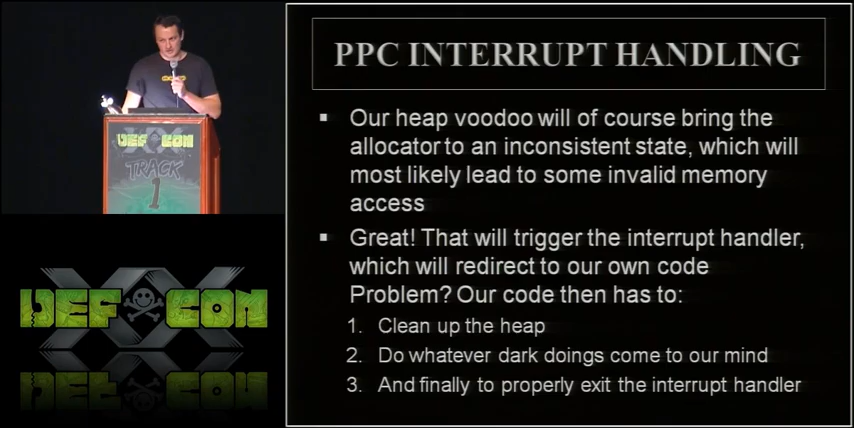 PPC INTERRUPT HANDLING
Our heap voodoo will of course bring the
allocator to an inconsistent state, which will
most likely lead to some invalid memory
access
Great! That will trigger the interrupt handler,
which will redirect to our own code
Problem? Our code then has to:
1. Clean up the heap
2. Do whatever dark doings come to our mind
3. And finally to properly exit the interrupt handler
DEF CON
TRACK
1
XX
DEF CON